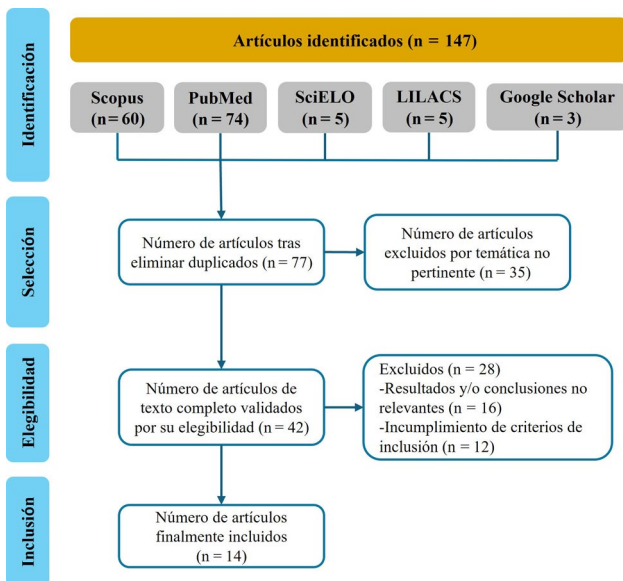 Identificación
Artículos identificados (n = 147)
Scopus
(n = 60)
PubMed
(n = 74)
SciELO
(n = 5)
LILACS
(n = 5)
Google Scholar
(n = 3)
Selección
Número de artículos tras
eliminar duplicados (n = 77)
Número de artículos
excluidos por temática no
pertinente (n = 35)
Elegibilidad
Número de artículos de
texto completo validados
por su elegibilidad (n = 42)
Excluidos (n = 28)
-Resultados y/o conclusiones no
relevantes (n = 16)
-Incumplimiento de criterios de
inclusión (n = 12)
Inclusión
Número de artículos
finalmente incluidos
(n = 14)